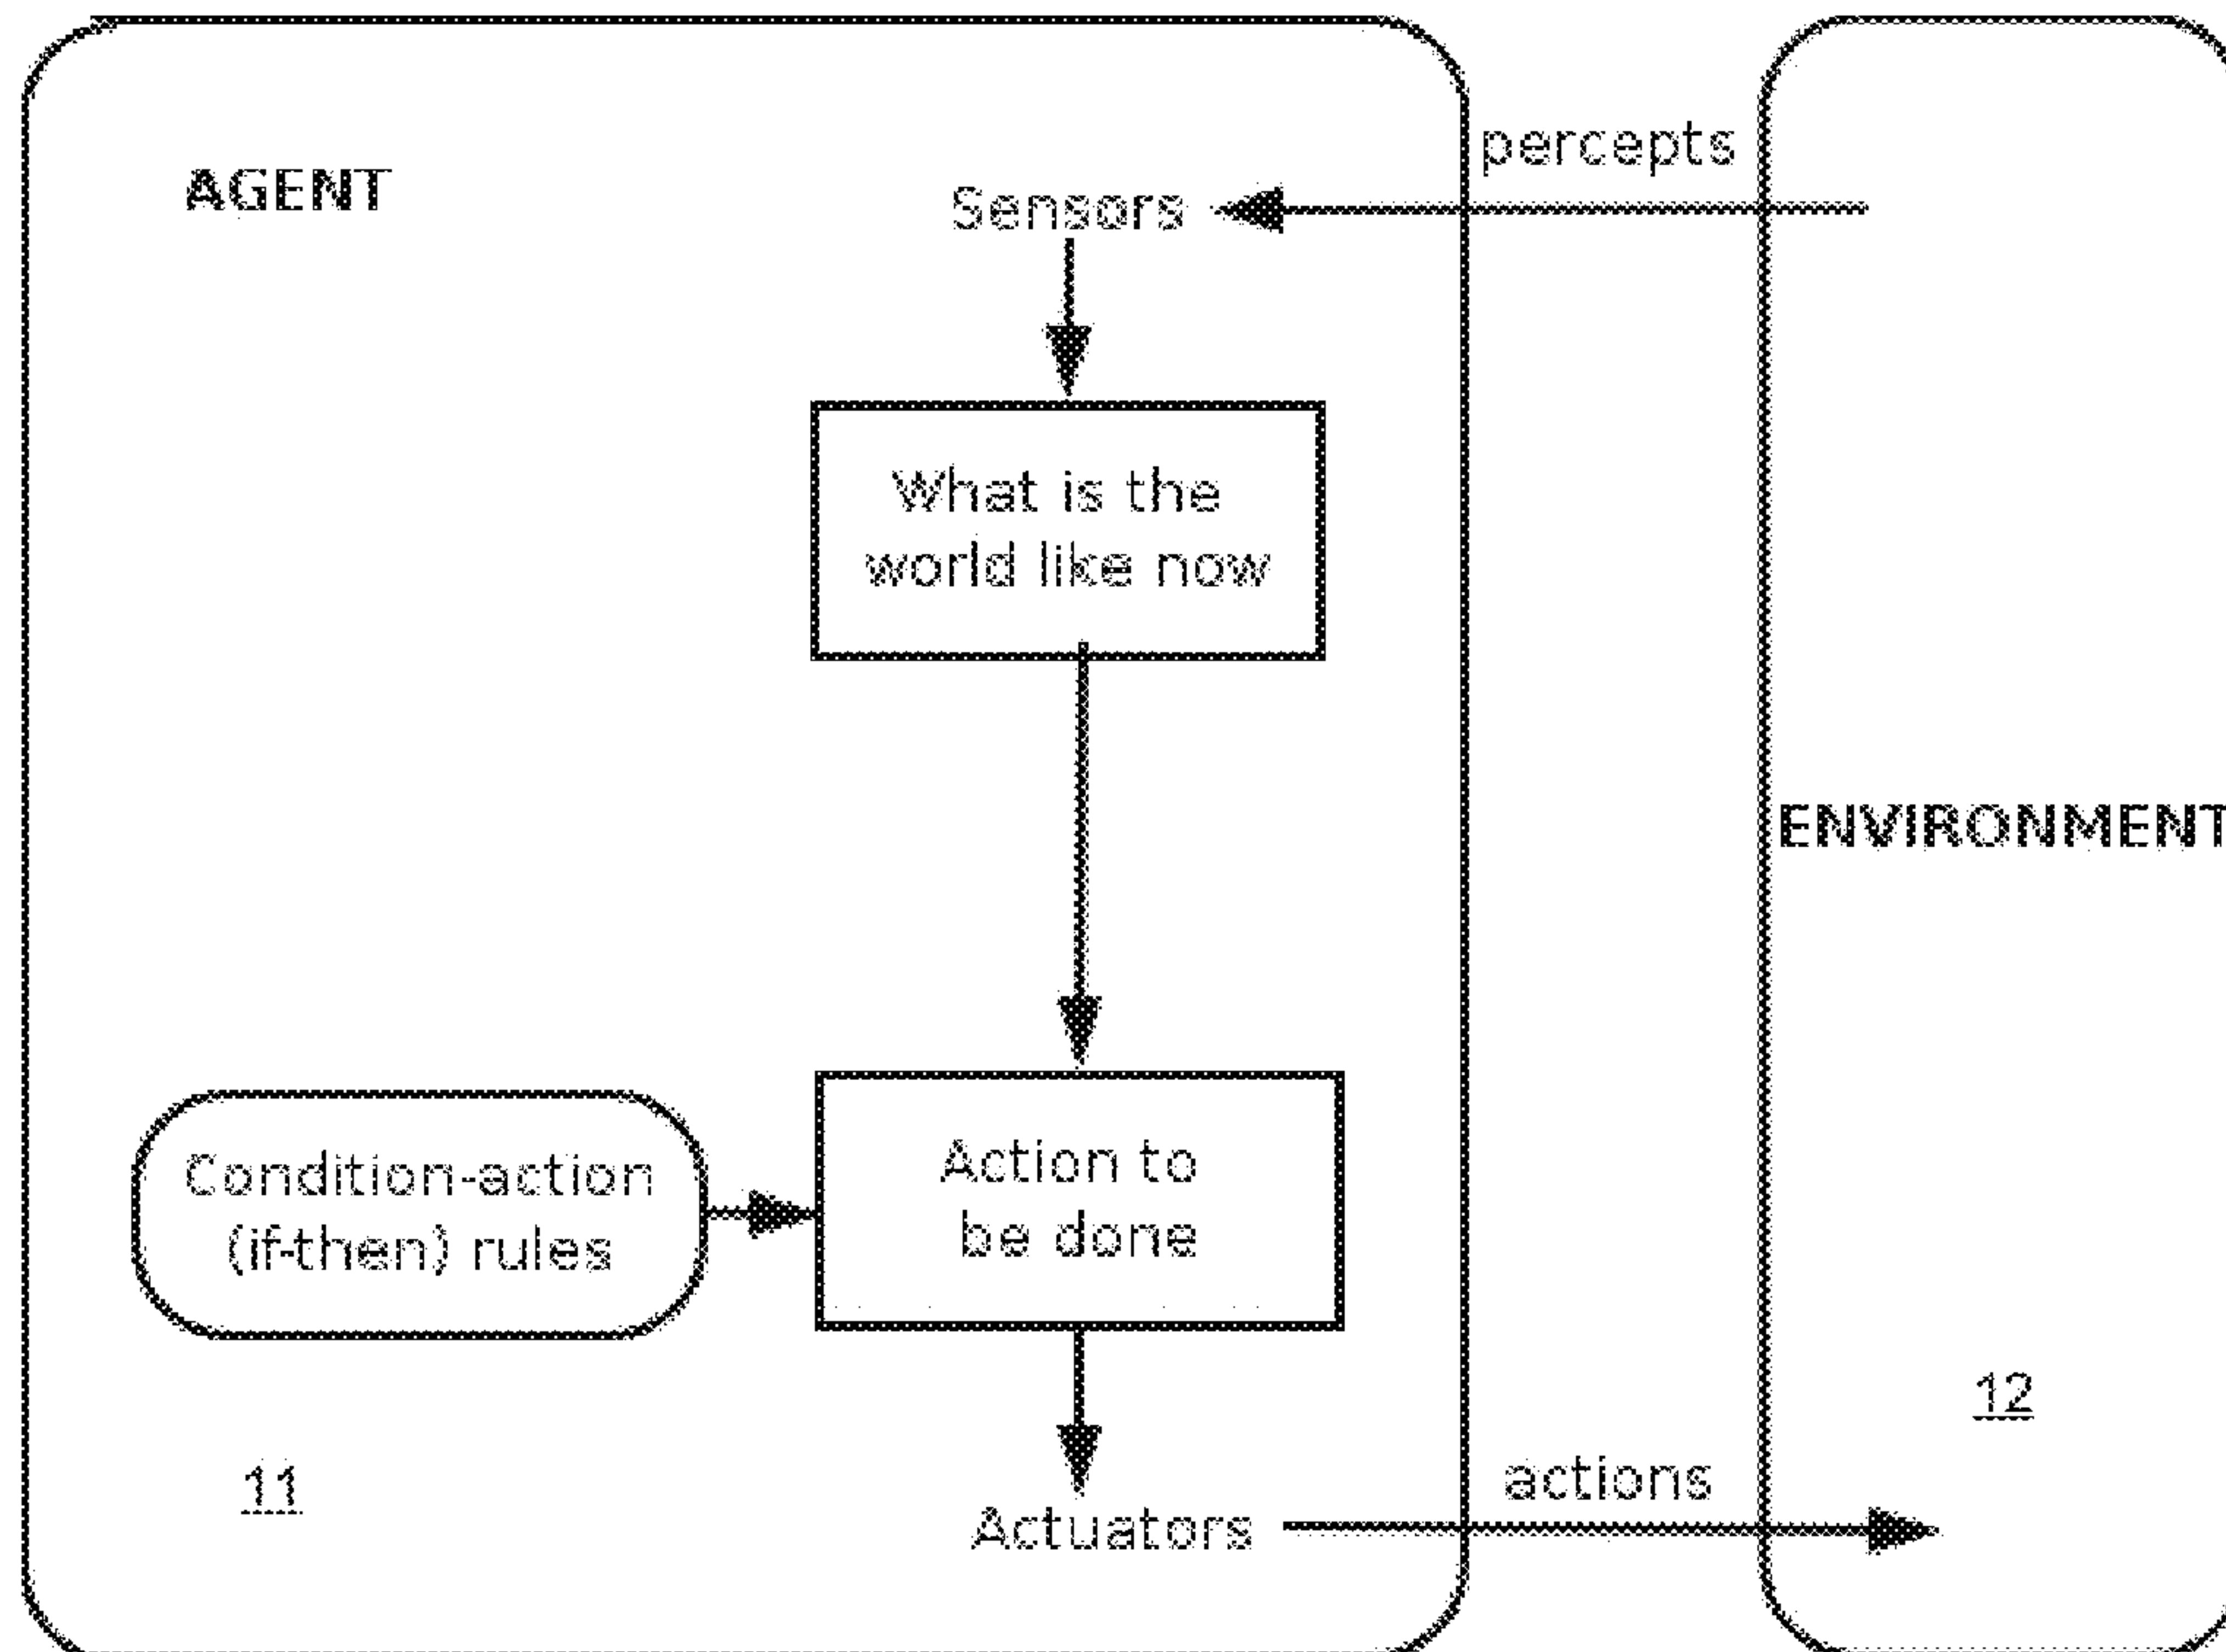 AGENT
percepts
Sensors
What is the
world like now
ENVIRONMENT
Condition-action
(if-then) rules
Action to
be done
12
11
actions
Actuators